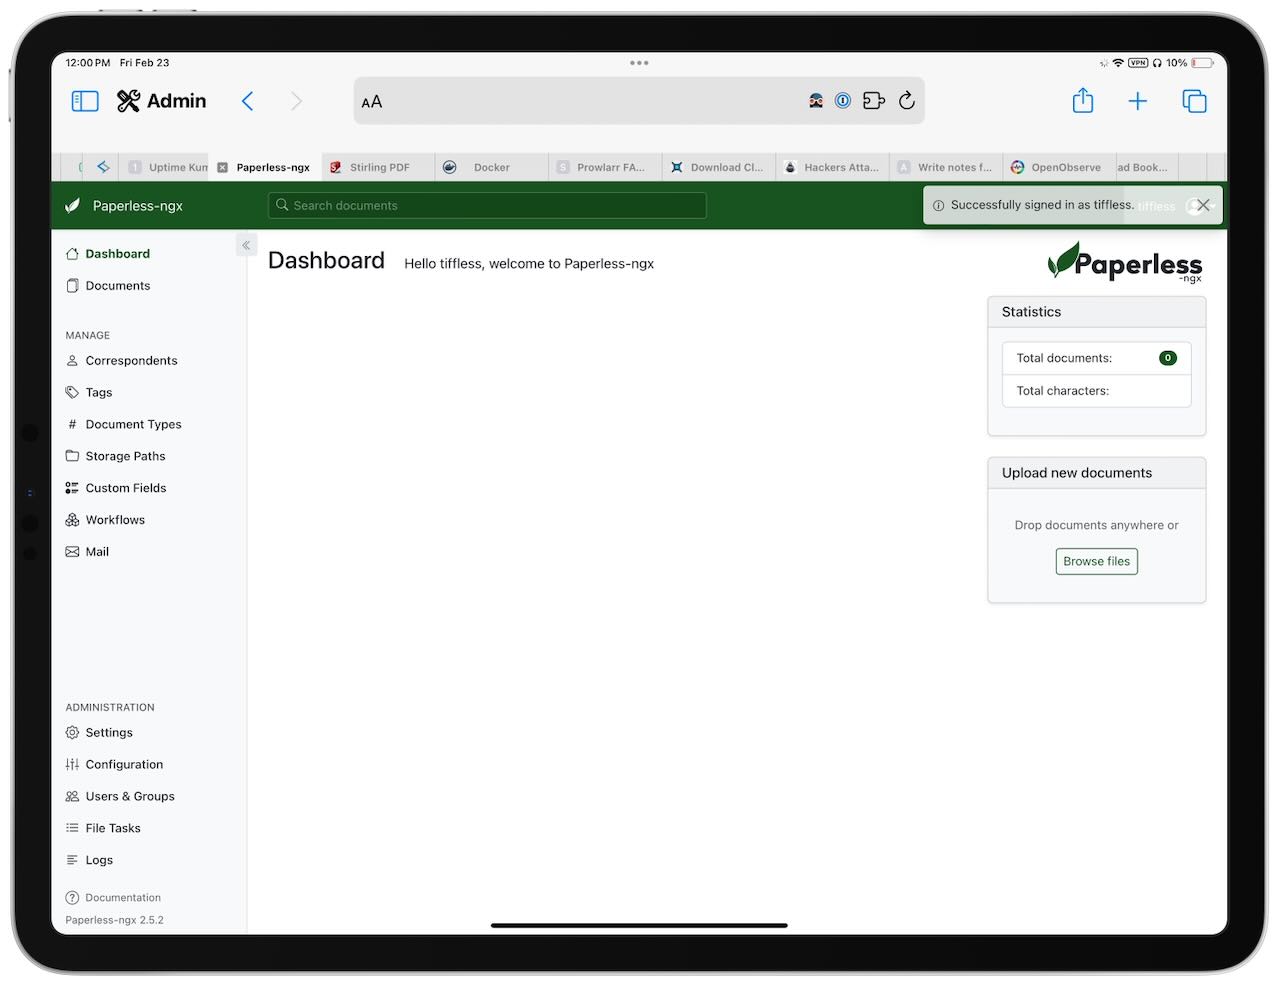 12:00 PM Fri Feb 23
VPN 10%
Admin
AA
1 Uptime Kum
Paperless-ngx
Stirling PDF
Docker
S Prowlarr FA...
Download Cl...
Hackers Atta...
A Write notes f...
OpenObserve
ad Book...
Paperless-ngx
Search documents
Successfully signed in as tiffless.
tiffless
Dashboard
Documents
MANAGE
Correspondents
Tags
# Document Types
Storage Paths
Custom Fields
Workflows
Mail
ADMINISTRATION
Settings
Configuration
Users & Groups
File Tasks
Logs
Documentation
Paperless-ngx 2.5.2
Dashboard
Hello tiffless, welcome to Paperless-ngx
Paperless
-ngx
Statistics
Total documents: 0
Total characters:
Upload new documents
Drop documents anywhere or
Browse files